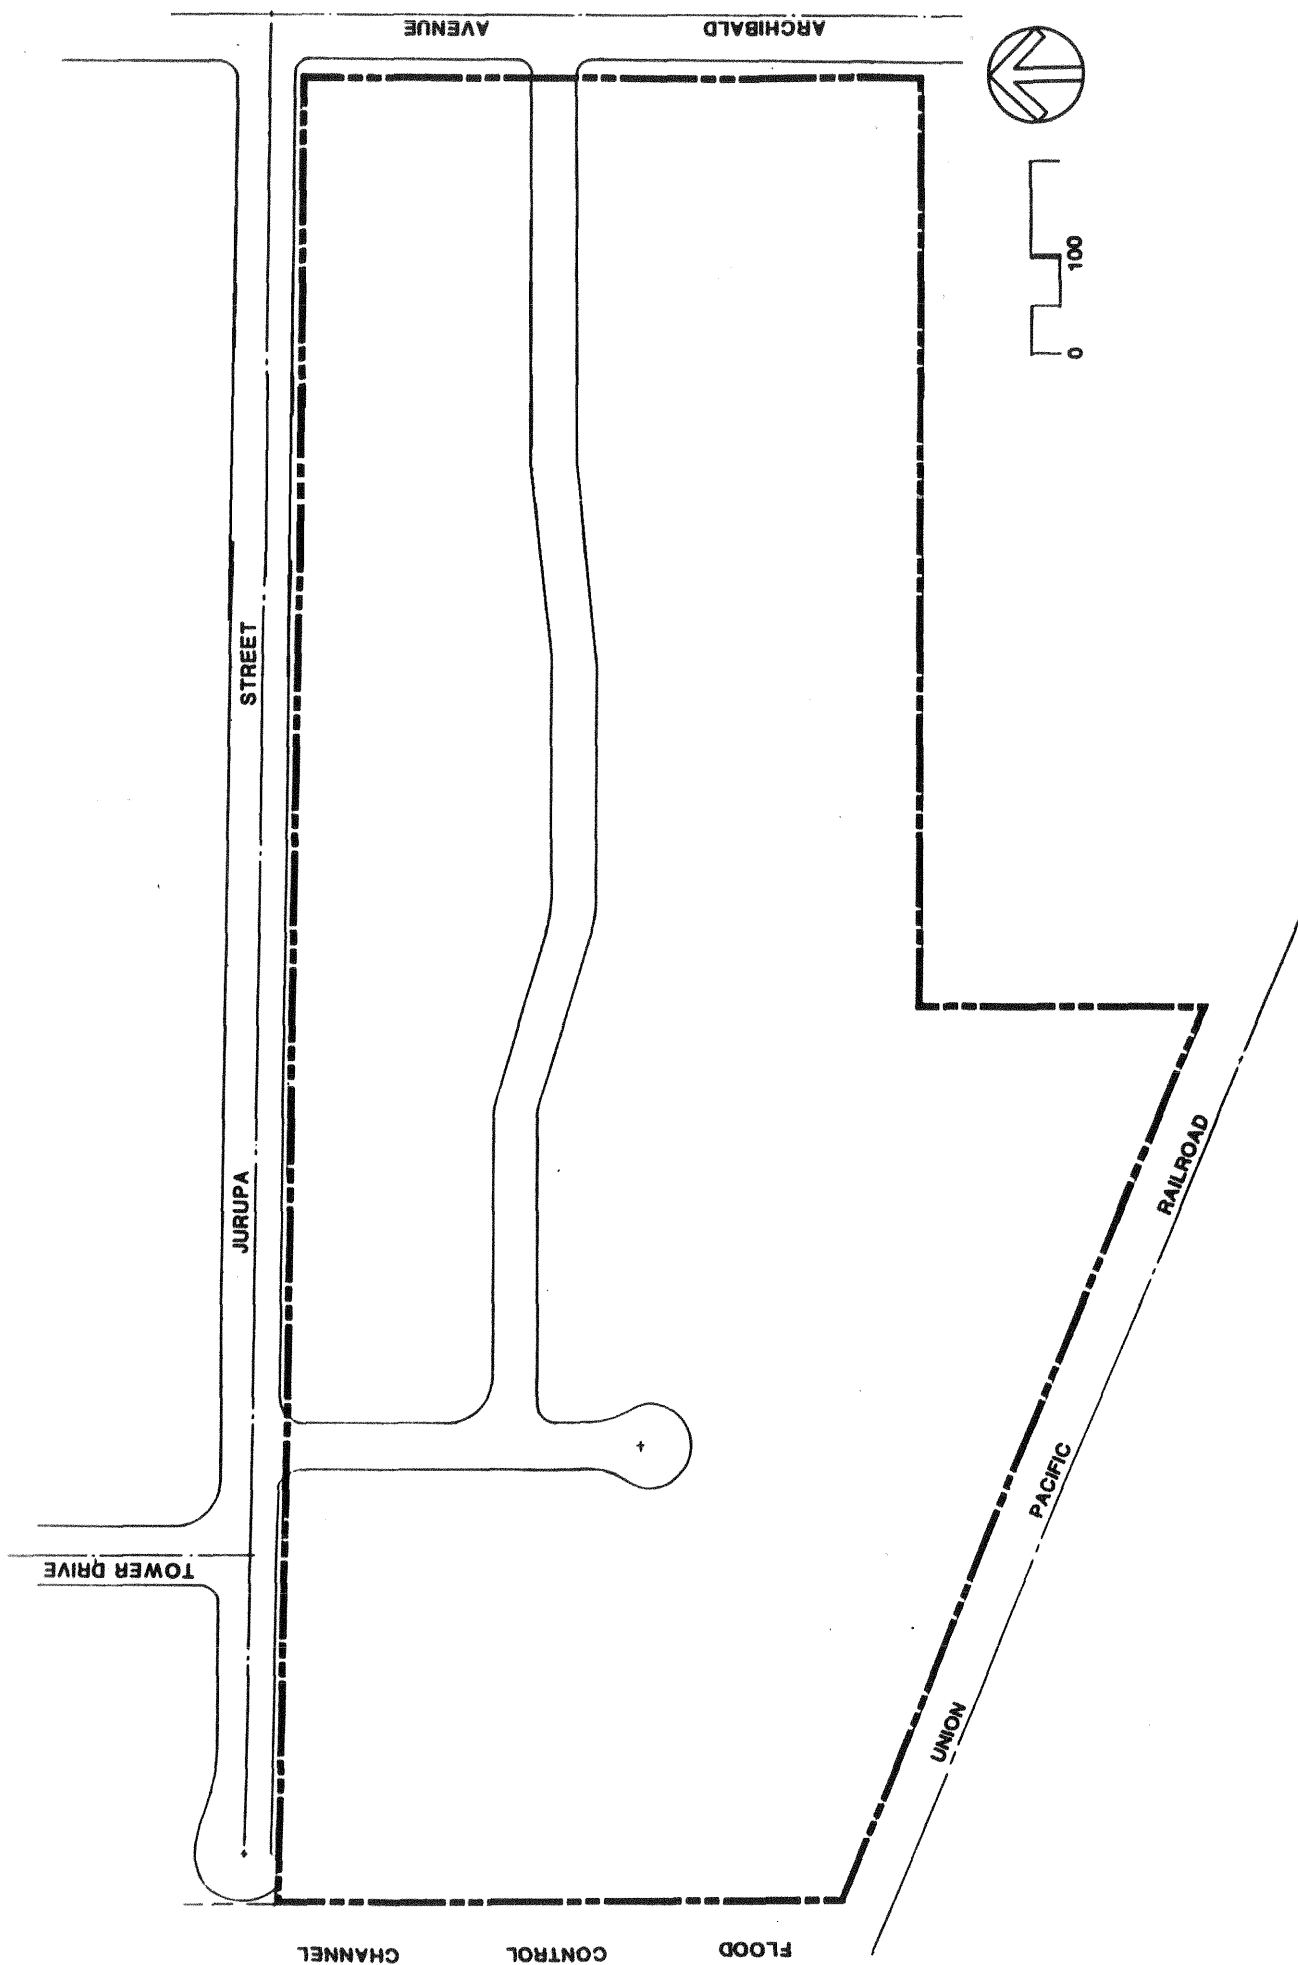 ARCHIBALD AVENUE
JURUPA STREET
TOWER DRIVE
FLOOD CONTROL CHANNEL
UNION PACIFIC RAILROAD
0 100